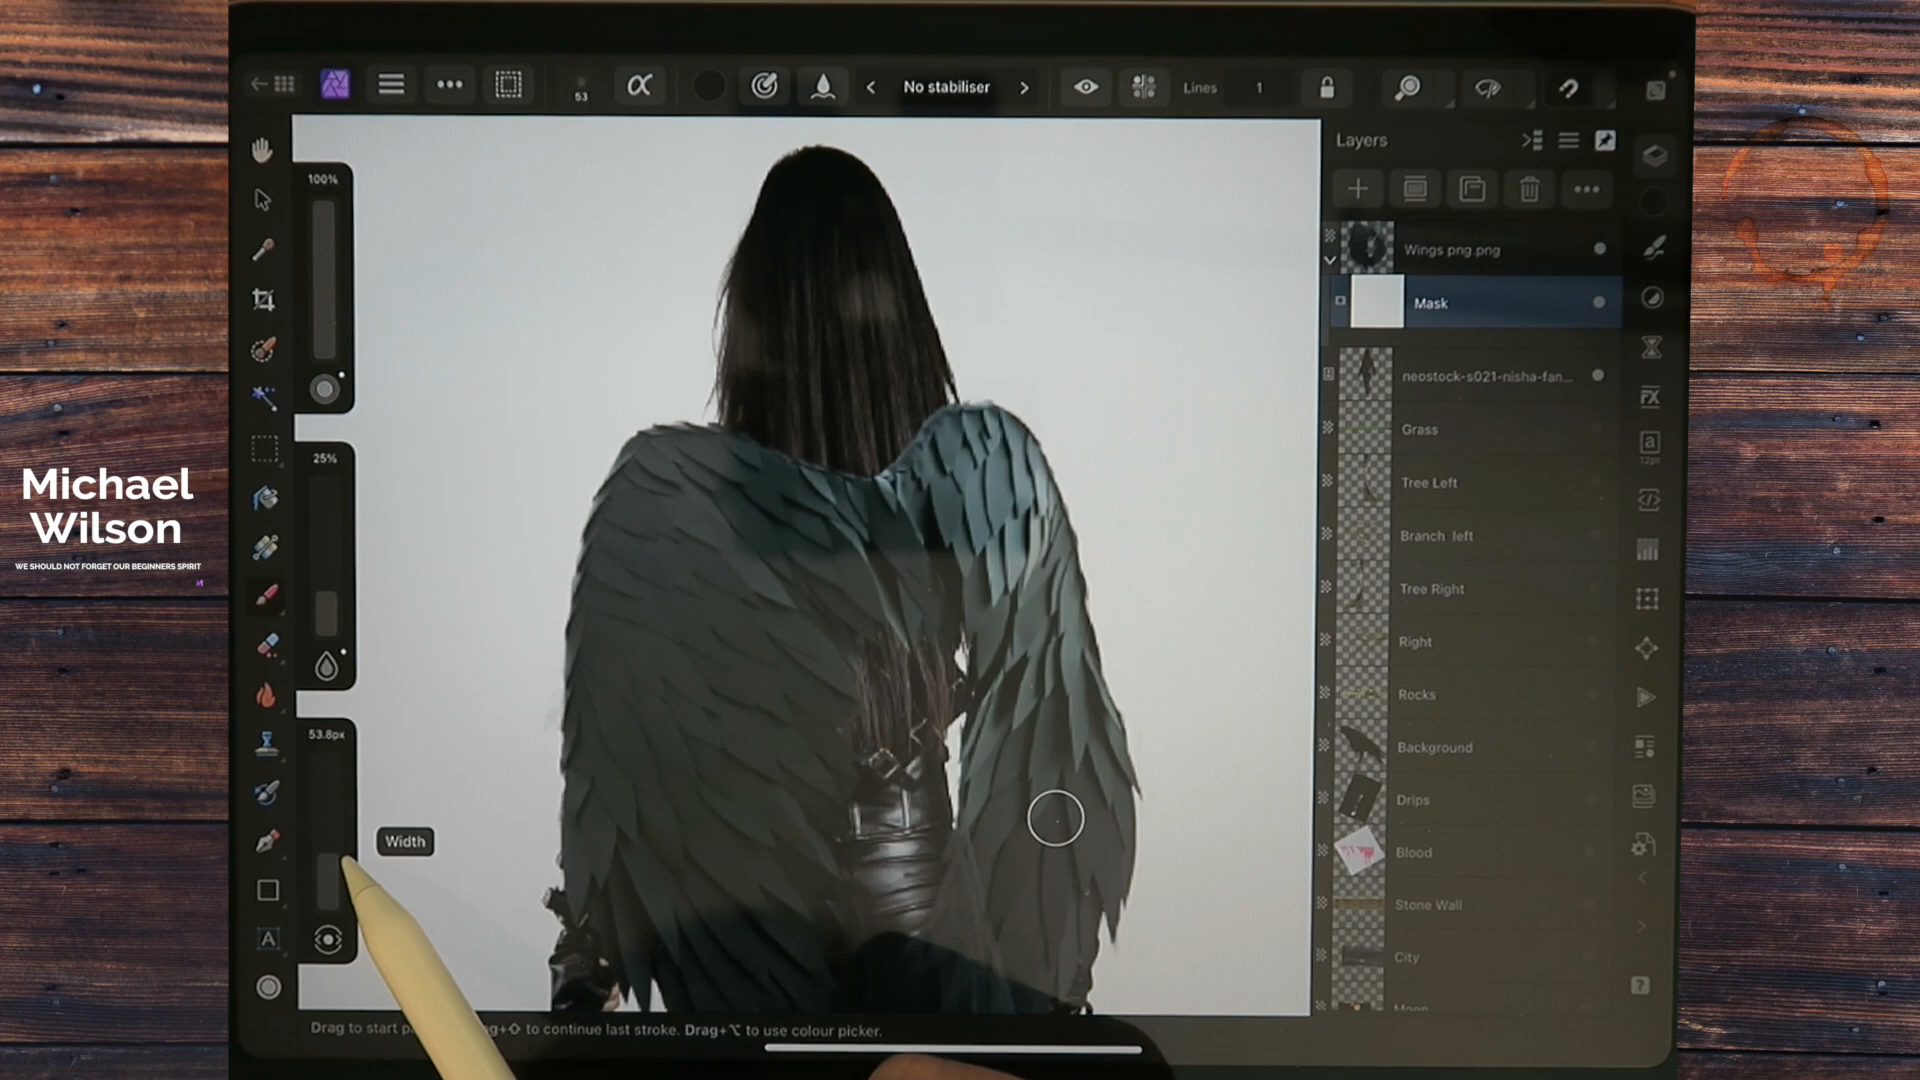 53
No stabiliser
Lines
1
Layers
100%
Wings png.png
Mask
neostock-s021-nisha-fan...
Grass
25%
Tree Left
Branch left
Tree Right
Right
Rocks
53.8px
Background
Drips
Width
Blood
Stone Wall
City
Drag to start
to continue last stroke. Drag+⌥ to use colour picker.
FX
a
12pt
A
?
Michael
Wilson
WE SHOULD NOT FORGET OUR BEGINNERS SPIRIT
M